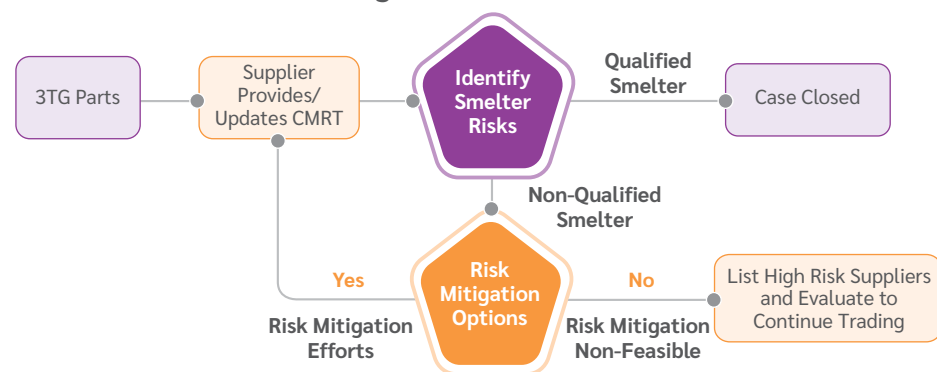 3TG Parts
Supplier
Provides/
Updates CMRT
Identify
Smelter
Risks
Qualified
Smelter
Case Closed
Non-Qualified
Smelter
Risk
Mitigation
Options
Yes
Risk Mitigation
Efforts
No
Risk Mitigation
Non-Feasible
List High Risk Suppliers
and Evaluate to
Continue Trading